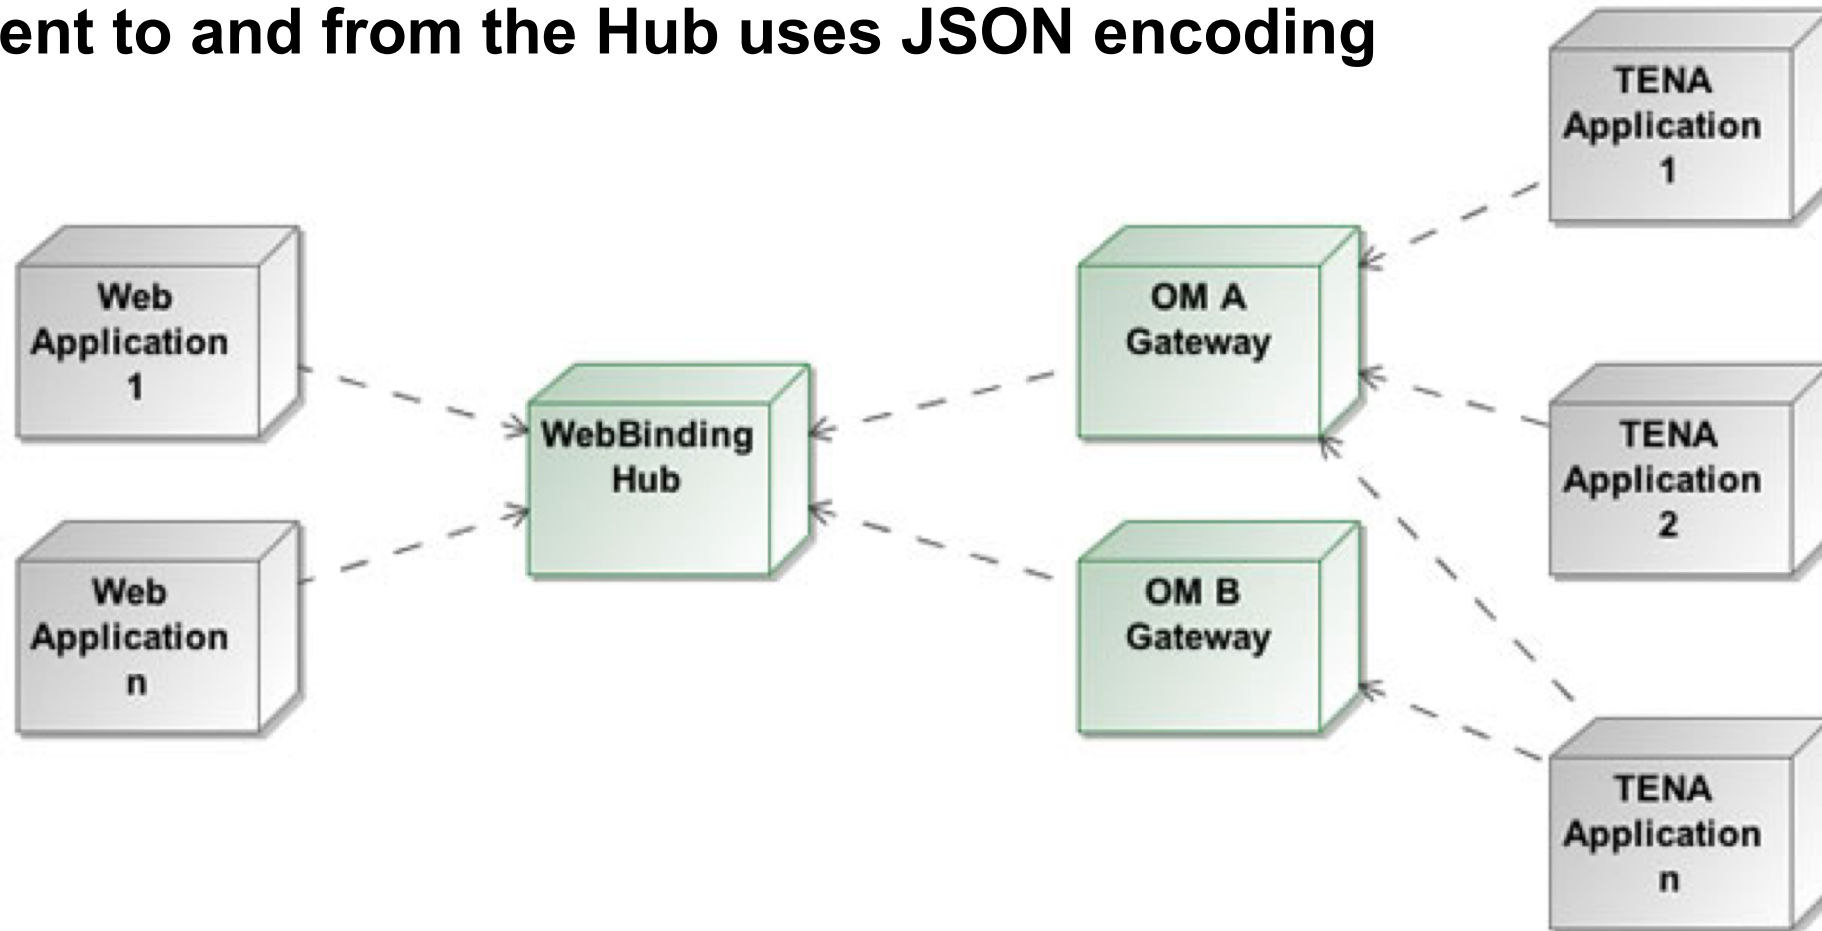 ent to and from the Hub uses JSON encoding
TENA
Application
1
Web
Application
1
OM A
Gateway
WebBinding
Hub
TENA
Application
2
Web
Application
n
OM B
Gateway
TENA
Application
n